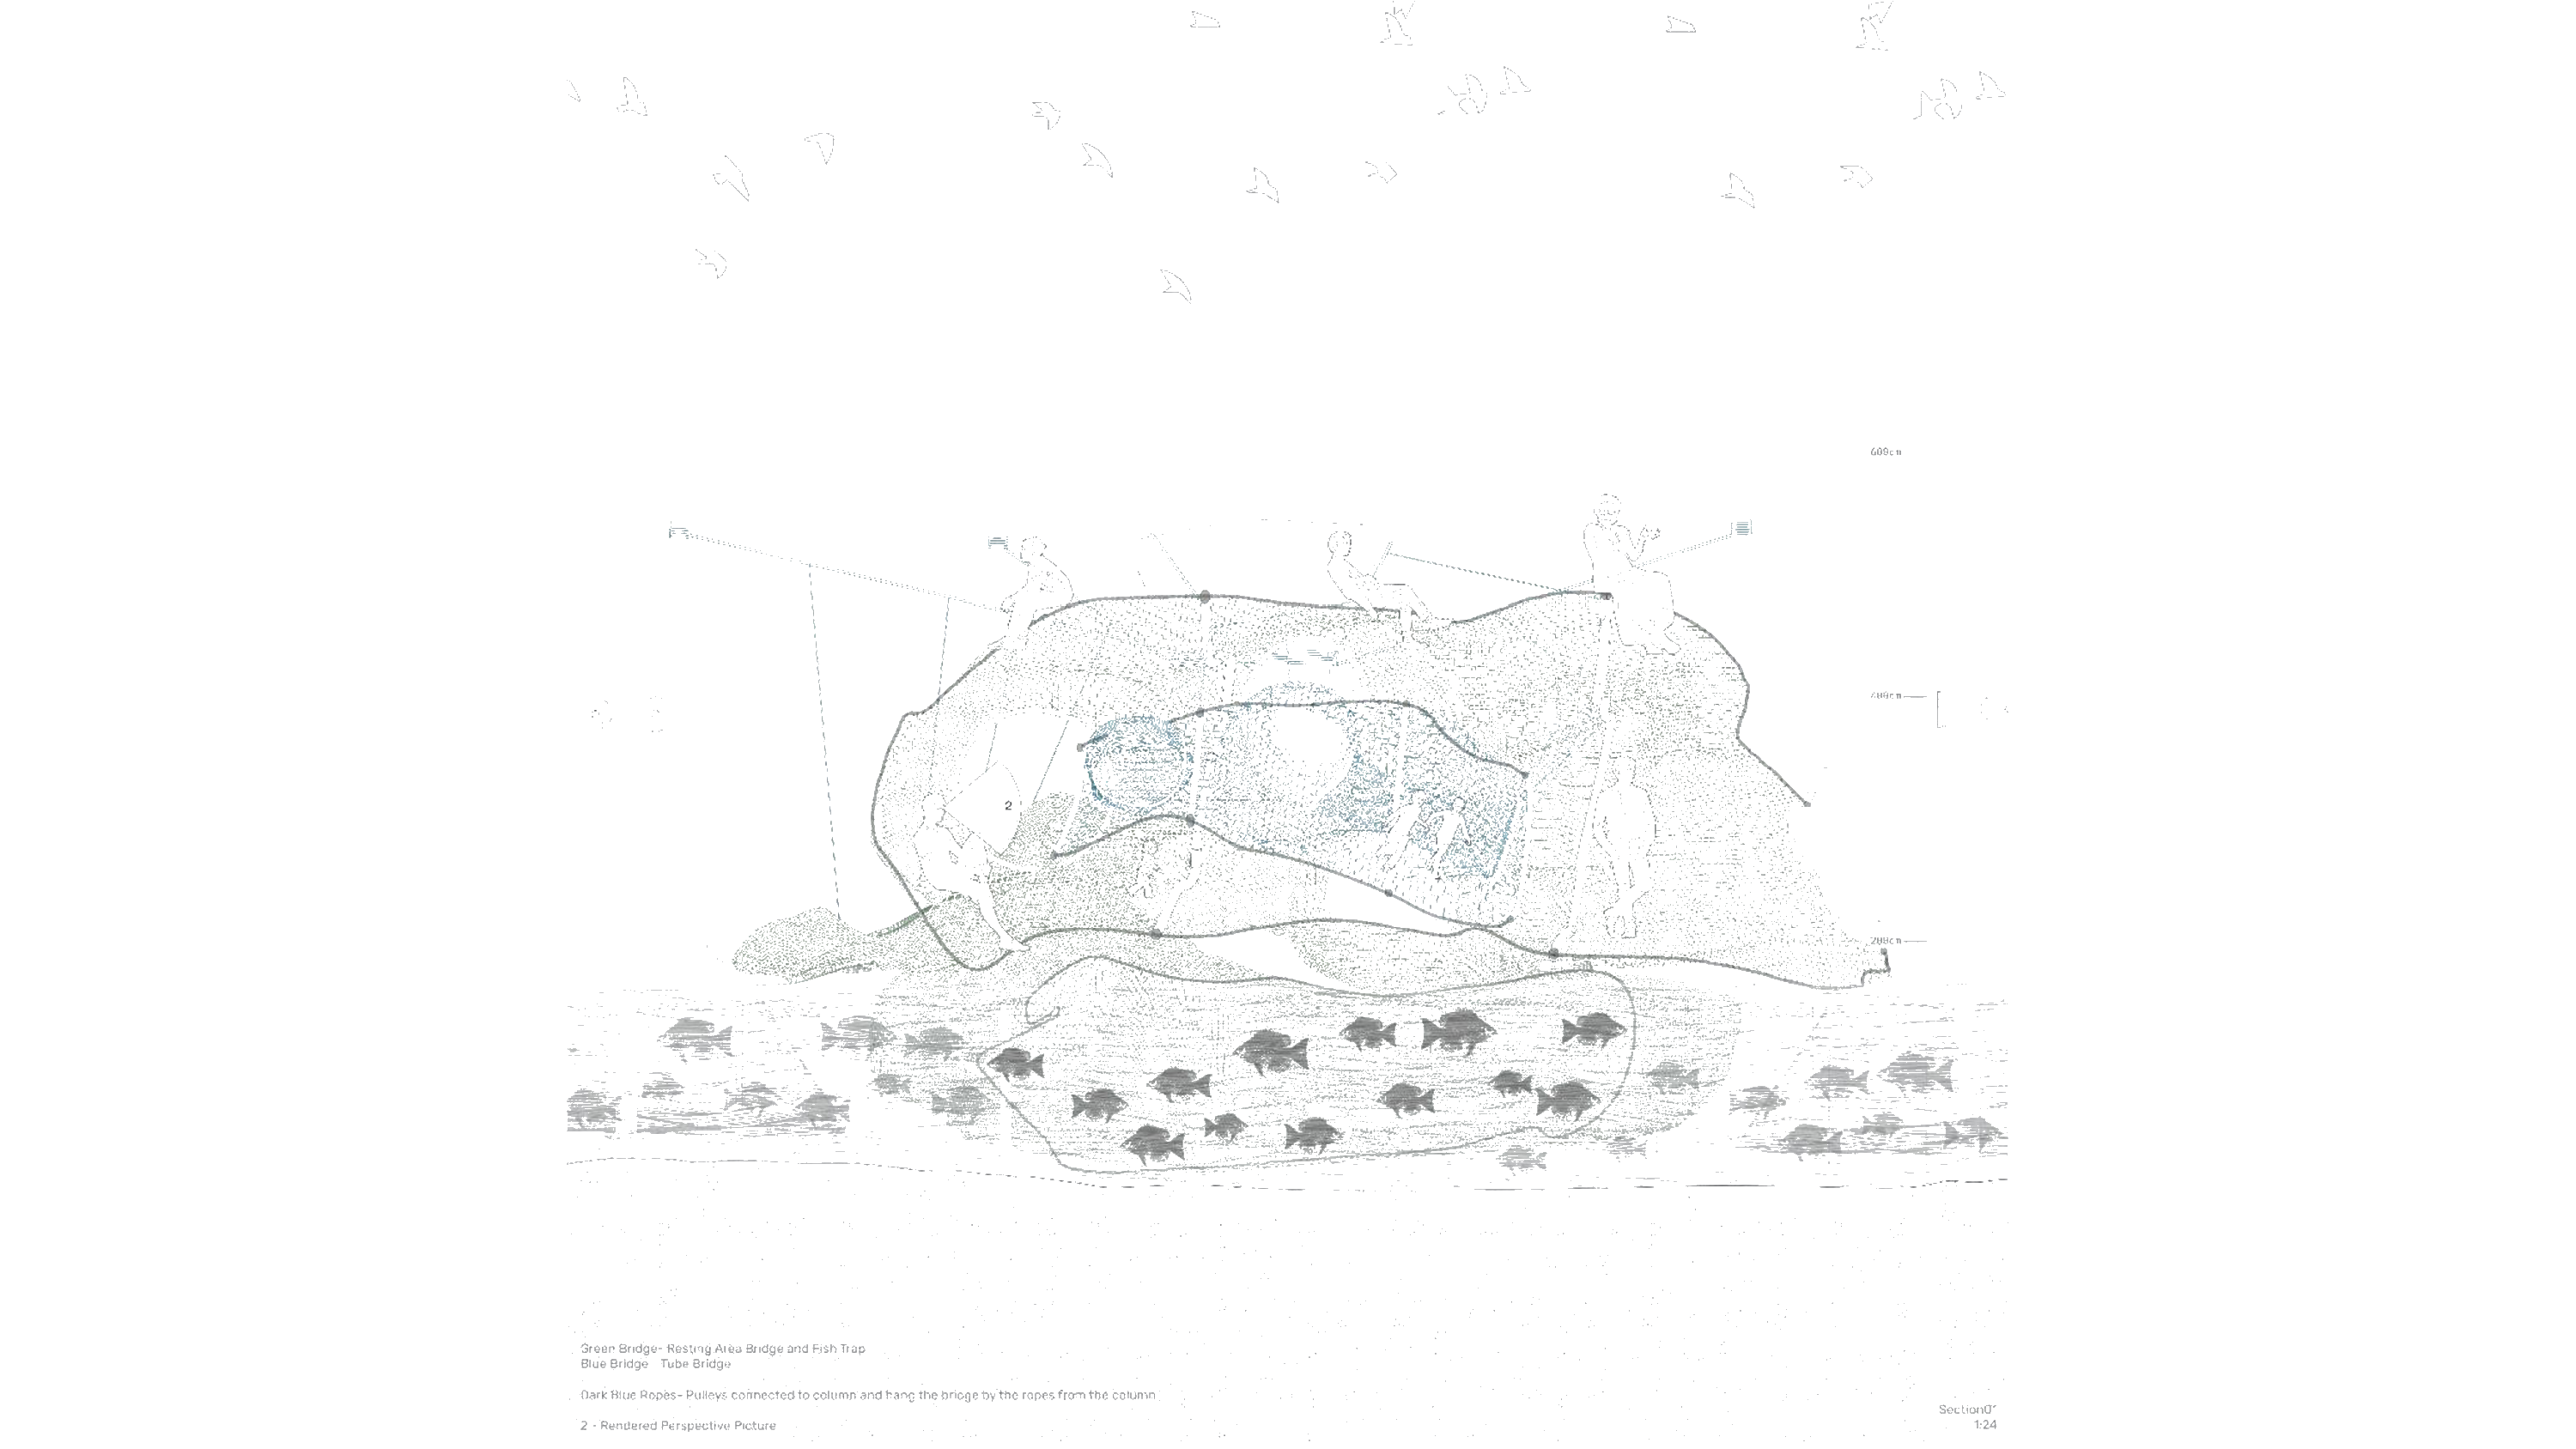 600cm
2
400cm
200cm
Green Bridge- Resting Area Bridge and Fish Trap
Blue Bridge - Tube Bridge
Dark Blue Ropes- Pulleys connected to column and hang the bridge by the ropes from the column
2 - Rendered Perspective Picture
Section01
1:24